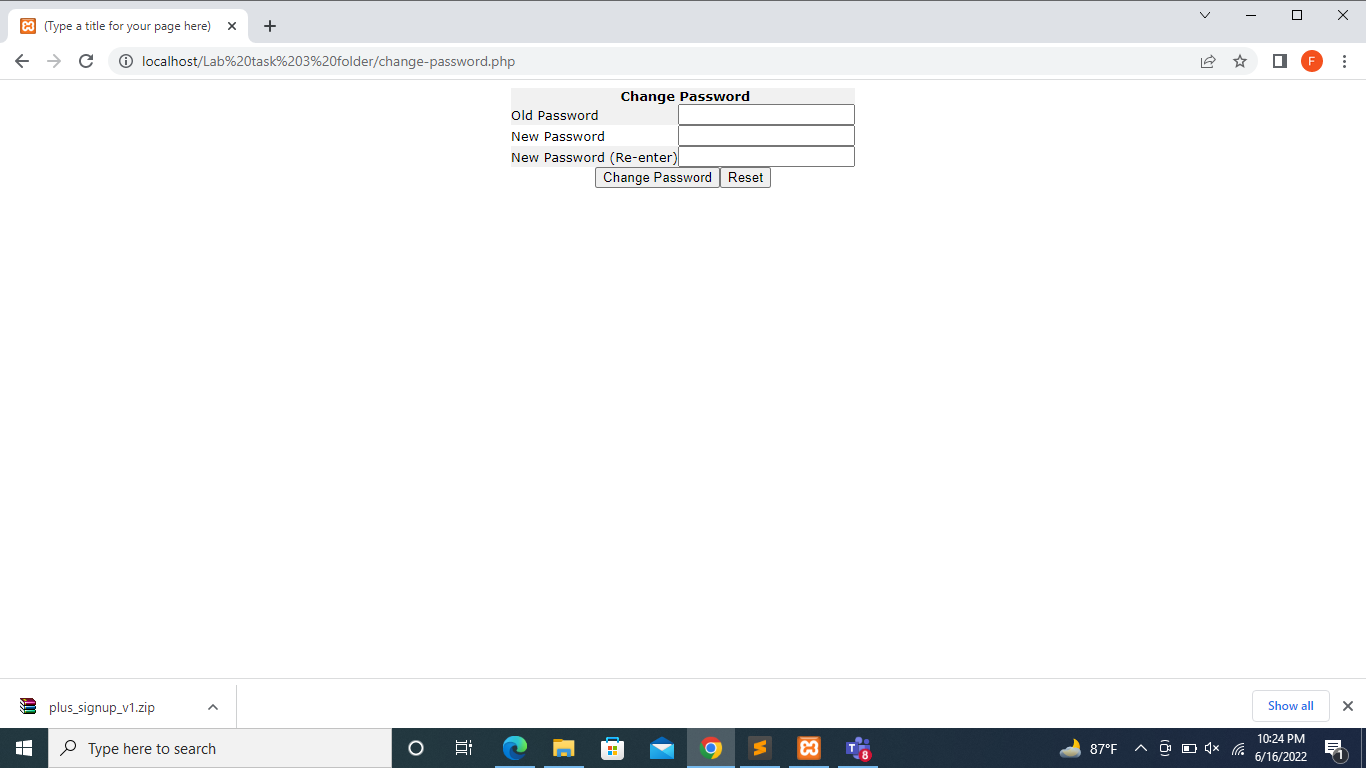 (Type a title for your page here)
localhost/Lab%20task%203%20folder/change-password.php
F
Change Password
Old Password
New Password
New Password (Re-enter)
Change Password Reset
plus_signup_v1.zip
Show all
Type here to search
8
87°F
10:24 PM
6/16/2022
1